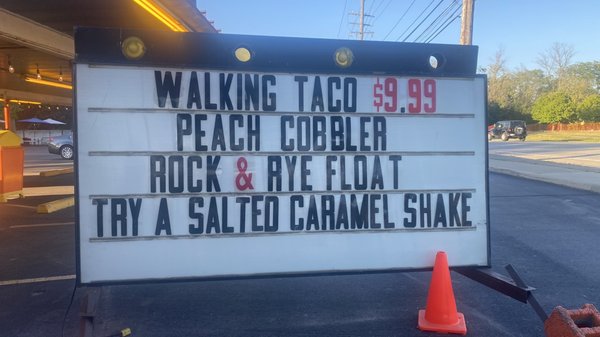 WALKING TACO $9.99
PEACH COBBLER
ROCK & RYE FLOAT
TRY A SALTED CARAMEL SHAKE